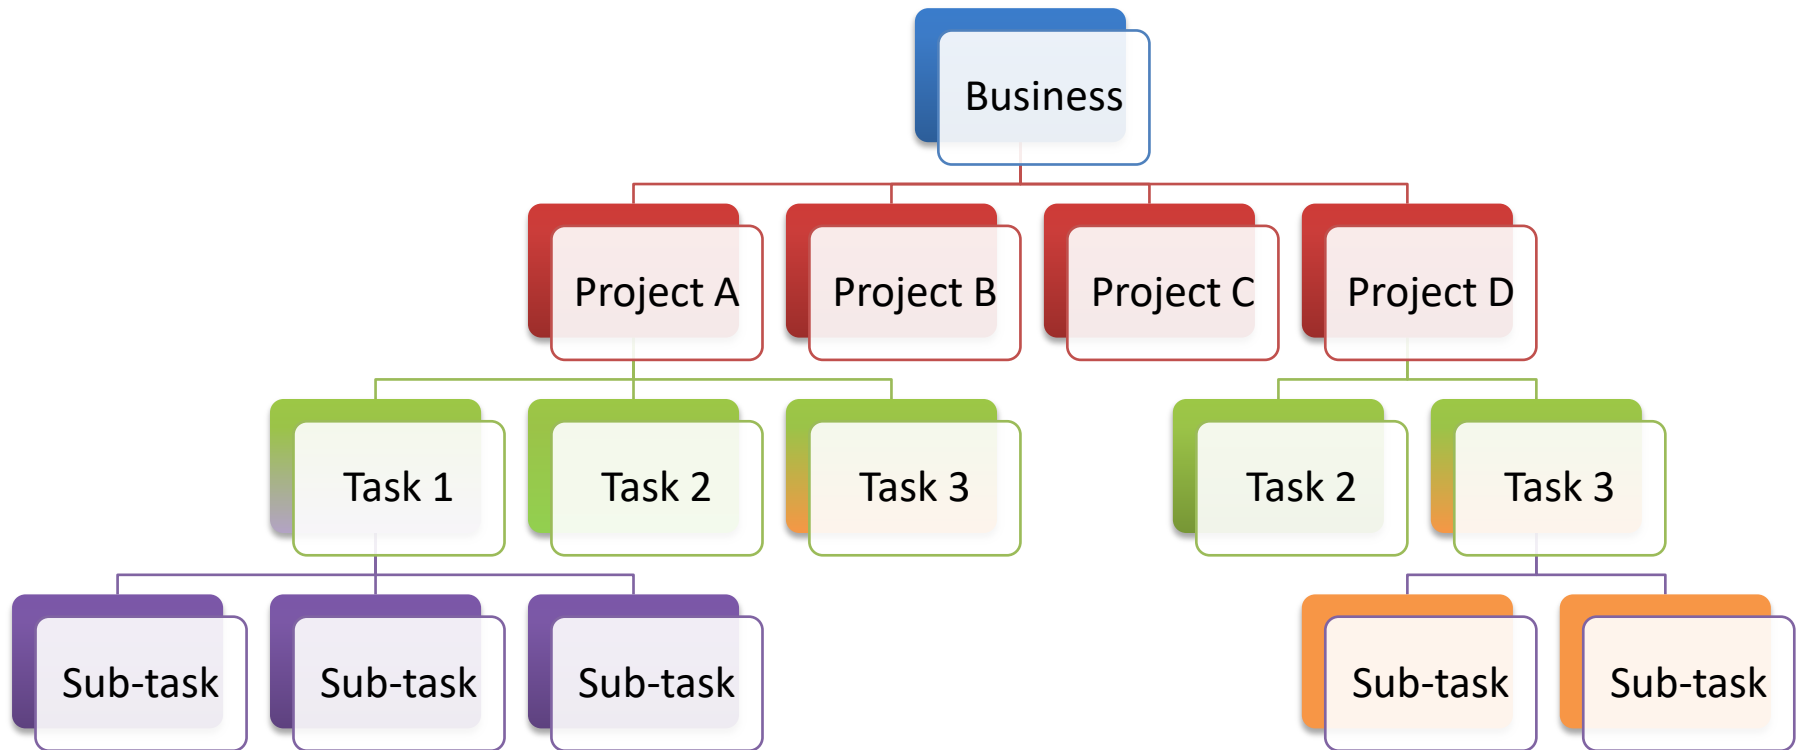 Business
Project A
Project B
Project C
Project D
Task 1
Task 2
Task 3
Task 2
Task 3
Sub-task
Sub-task
Sub-task
Sub-task
Sub-task